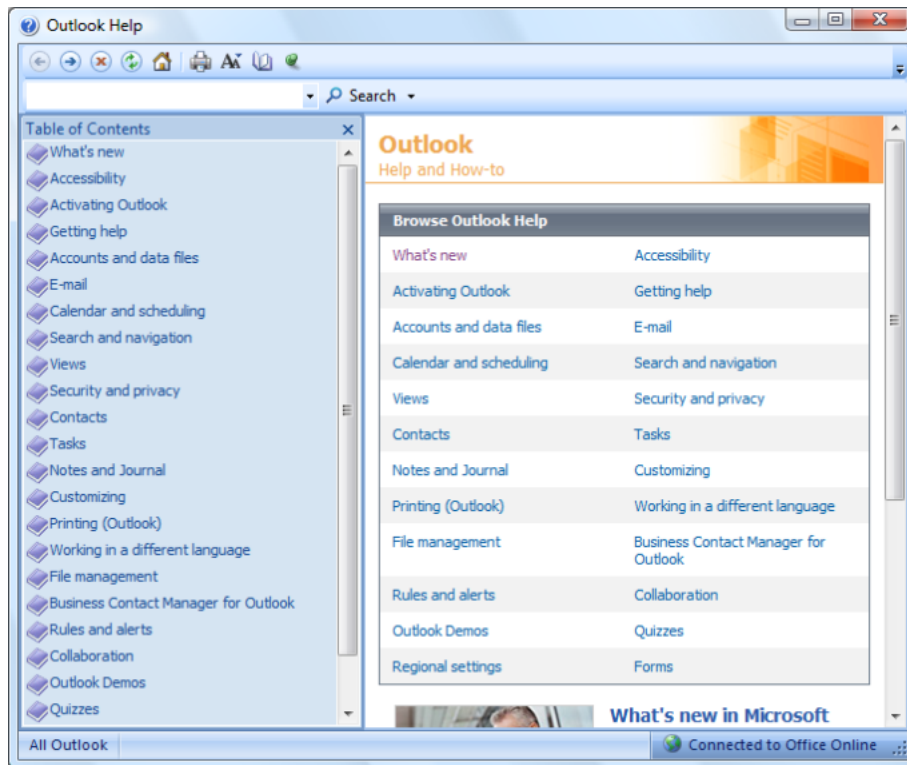 Outlook Help
Search
Table of Contents
What's new
Accessibility
Activating Outlook
Getting help
Accounts and data files
E-mail
Calendar and scheduling
Search and navigation
Views
Security and privacy
Contacts
Tasks
Notes and Journal
Customizing
Printing (Outlook)
Working in a different language
File management
Business Contact Manager for Outlook
Rules and alerts
Collaboration
Outlook Demos
Quizzes
Outlook
Help and How-to
Browse Outlook Help
What's new Accessibility
Activating Outlook Getting help
Accounts and data files E-mail
Calendar and scheduling Search and navigation
Views Security and privacy
Contacts Tasks
Notes and Journal Customizing
Printing (Outlook) Working in a different language
File management Business Contact Manager for
Outlook
Rules and alerts Collaboration
Outlook Demos Quizzes
Regional settings Forms
What's new in Microsoft
All Outlook
Connected to Office Online